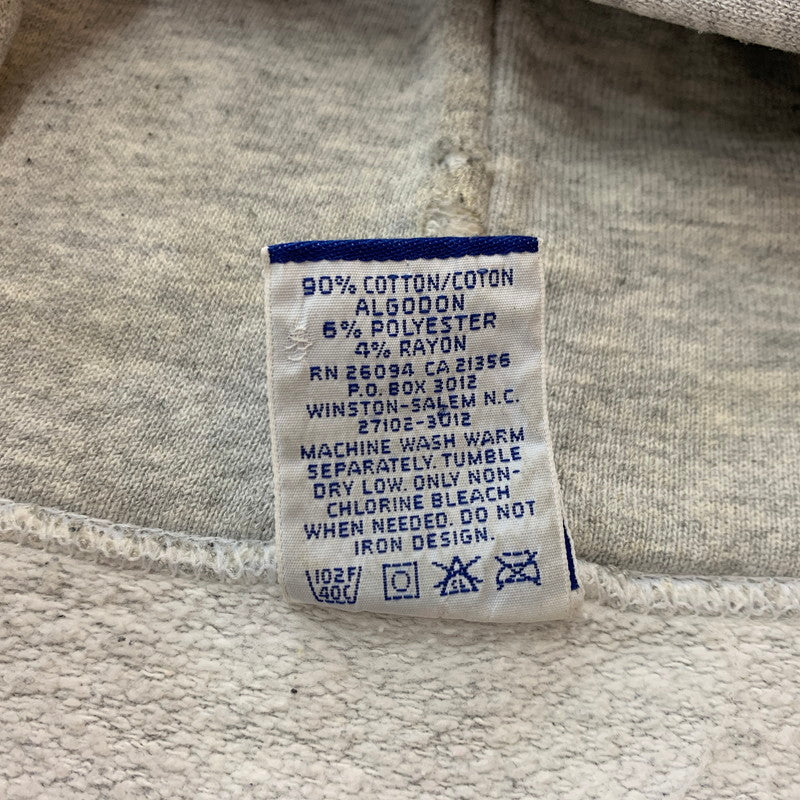 90% COTTON/COTON
ALGODON
6% POLYESTER
4% RAYON
RN 26094 CA 21356
P.O. BOX 3012
WINSTON-SALEM N.C.
27102-3012
MACHINE WASH WARM
SEPARATELY. TUMBLE
DRY LOW. ONLY NON-
CHLORINE BLEACH
WHEN NEEDED. DO NOT
IRON DESIGN.
102F
40C CL